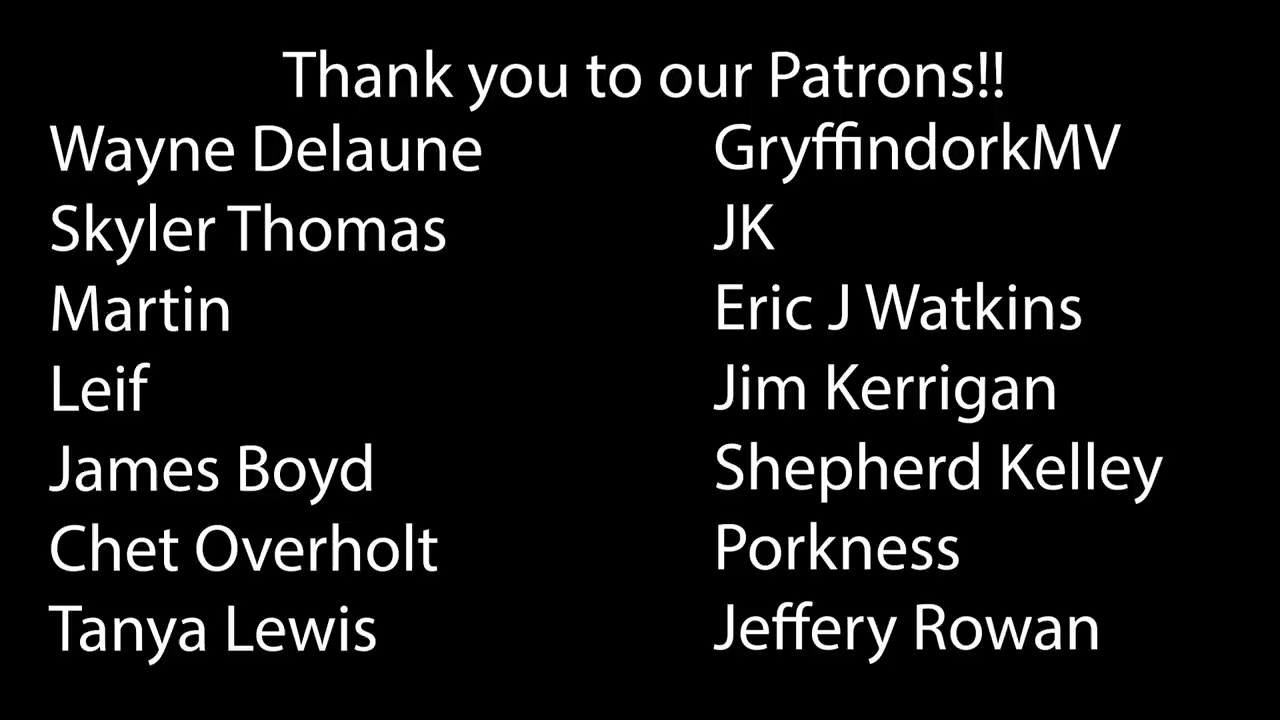 Thank you to our Patrons!!
Wayne Delaune
Skyler Thomas
Martin
Leif
James Boyd
Chet Overholt
Tanya Lewis
GryffindorkMV
JK
Eric J Watkins
Jim Kerrigan
Shepherd Kelley
Porkness
Jeffery Rowan